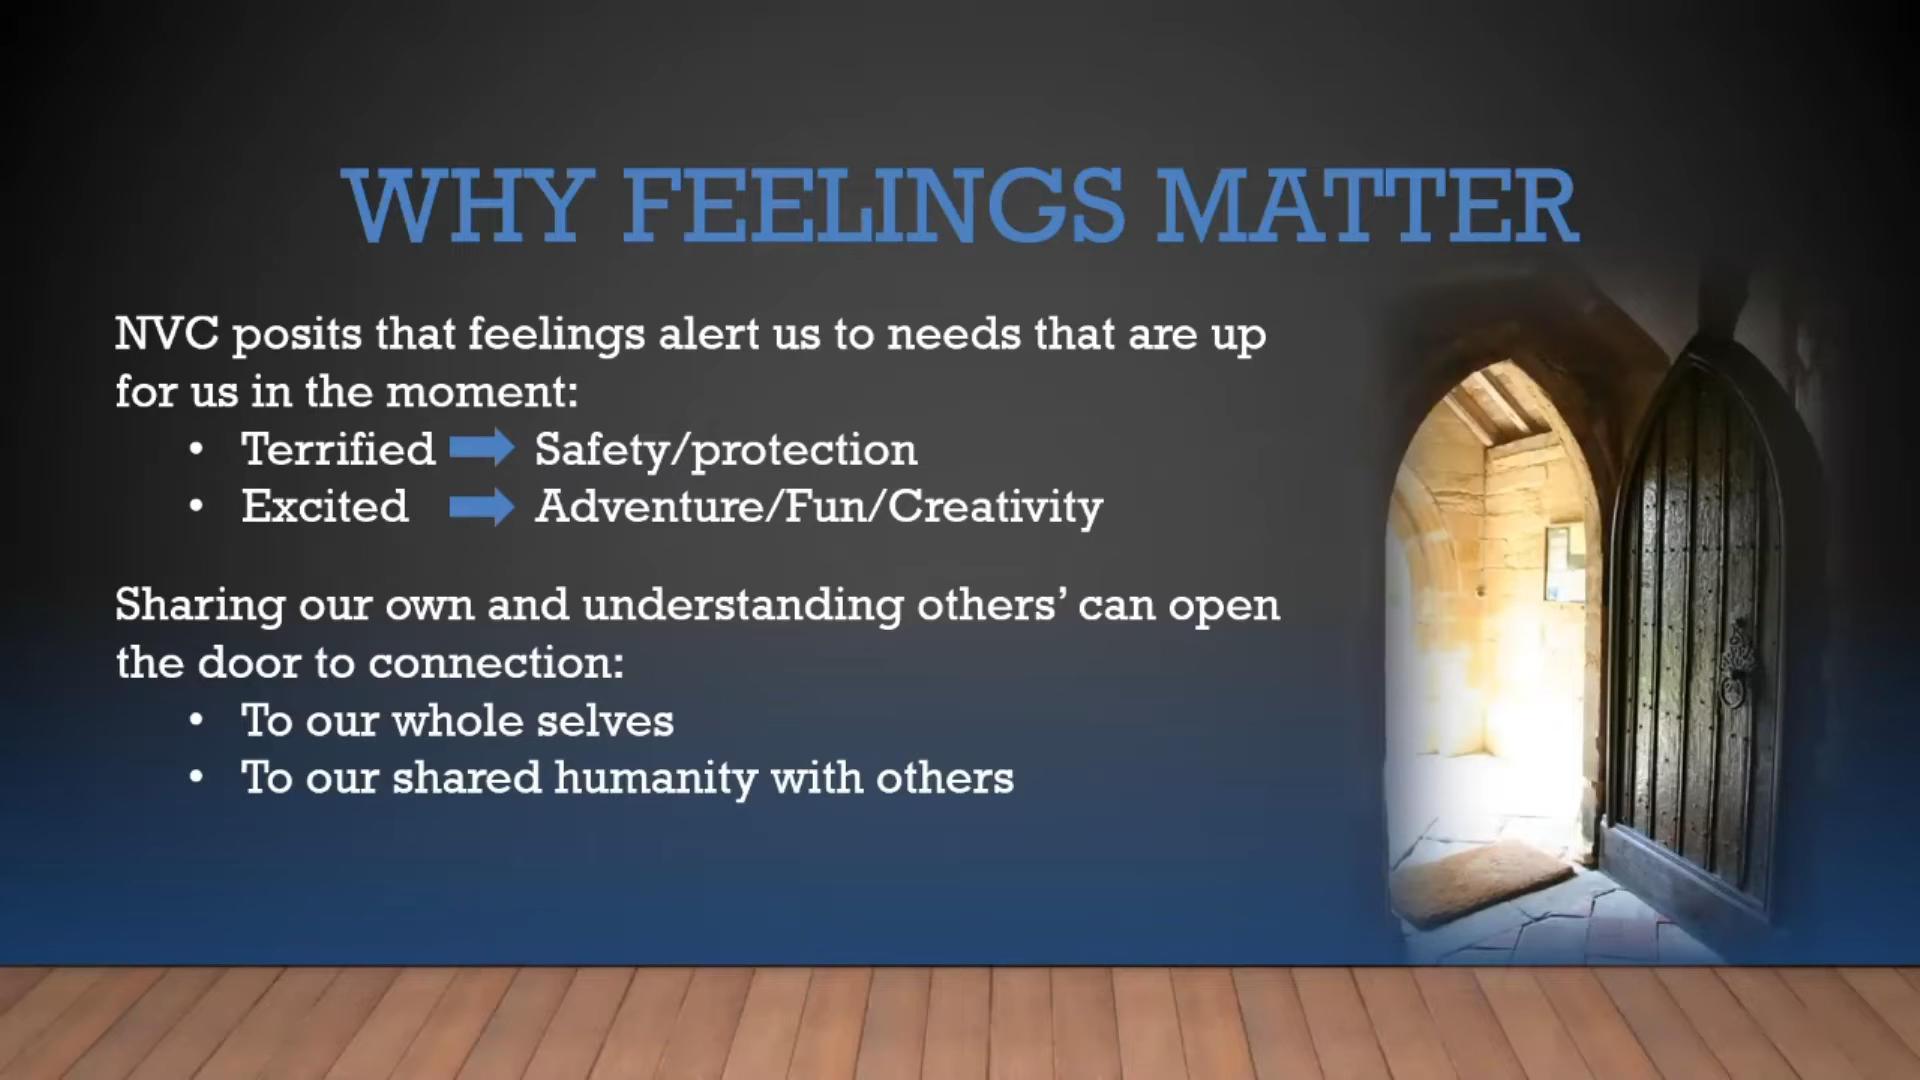 WHY FEELINGS MATTER
NVC posits that feelings alert us to needs that are up
for us in the moment:
• Terrified Safety/protection
• Excited Adventure/Fun/Creativity
Sharing our own and understanding others’ can open
the door to connection:
• To our whole selves
• To our shared humanity with others